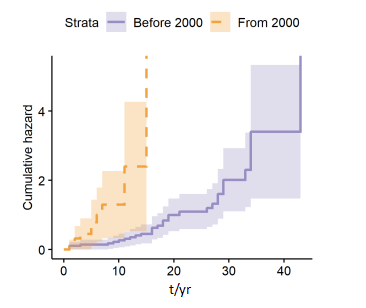 Strata Before 2000 From 2000
Cumulative hazard
4
2
0
0 10 20 30 40
t/yr